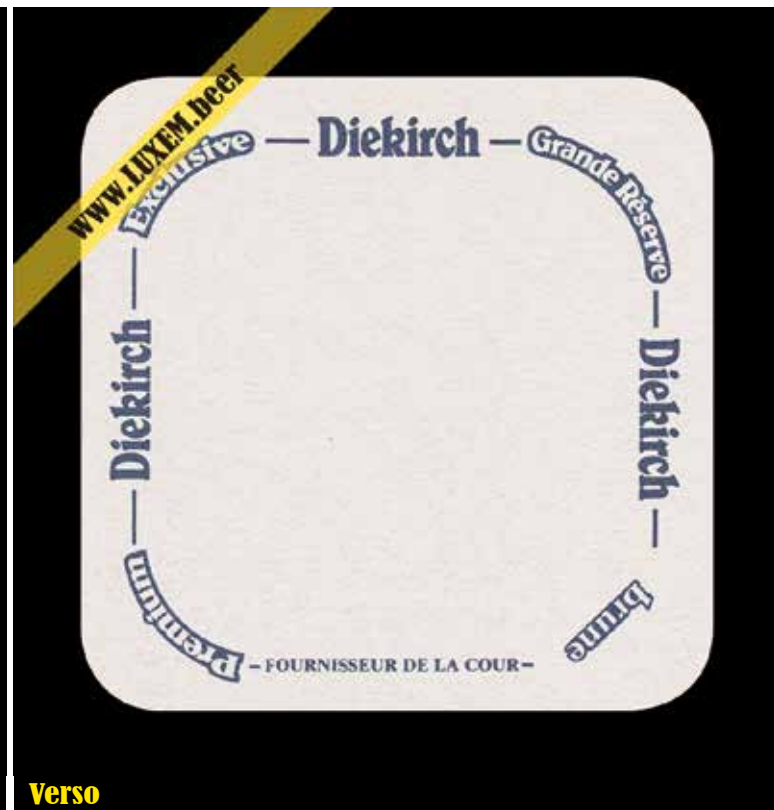 www.LUXEM.beer
Exclusive
Diekirch
Grande Réserve
Diekirch
brune
FOURNISSEUR DE LA COUR
Premium
Diekirch
Verso